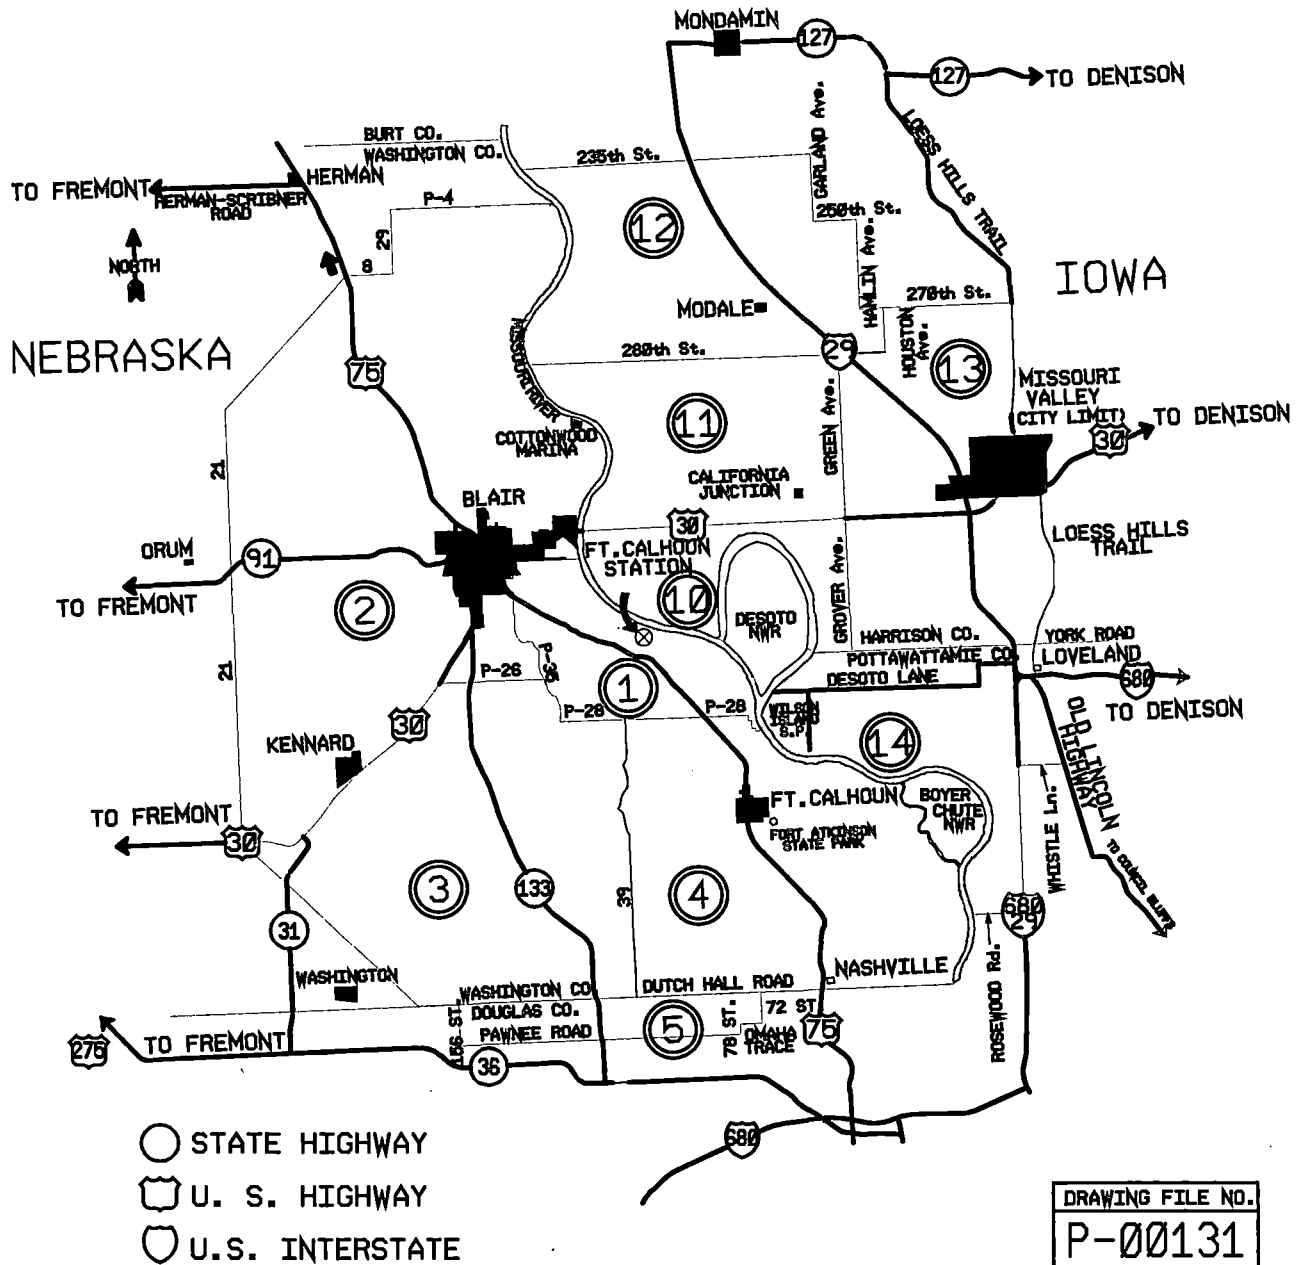 MONDAMIN
127
127
TO DENISON
GARLAND Ave.
LOESS HILLS TRAIL
BURT CO.
WASHINGTON CO.
235th St.
HERMAN
TO FREMONT
HERMAN-SCRIBNER
ROAD
P-4
29
8
NORTH
12
250th St.
HAMLIN Ave.
IOWA
270th St.
MODALE
HOUSTON
Ave.
NEBRASKA
MISSOURI RIVER
280th St.
29
13
75
MISSOURI
VALLEY
(CITY LIMIT)
TO DENISON
30
11
GREEN Ave.
COTTONWOOD
MARINA
CALIFORNIA
JUNCTION
21
BLAIR
30
LOESS HILLS
TRAIL
ORUM
91
FT.CALHOUN
STATION
GROVER Ave.
TO FREMONT
2
10
DESOTO
NWR
HARRISON CO.
YORK ROAD
POTTAWATTAMIE CO.
LOVELAND
DESOTO LANE
680
TO DENISON
21
P-26
P-35
1
P-28
P-28
WILSON
ISLAND
S.P.
14
OLD LINCOLN
HIGHWAY
30
KENNARD
TO FREMONT
30
FT.CALHOUN
FORT ATKINSON
STATE PARK
BOYER
CHUTE
NWR
WHISTLE Ln.
TO COUNCIL BLUFFS
3
133
39
4
680
29
31
WASHINGTON
ROSEWOOD Rd.
NASHVILLE
DUTCH HALL ROAD
WASHINGTON CO.
DOUGLAS CO.
PAWNEE ROAD
156 ST.
5
78 ST.
72 ST.
OMAHA
TRACE
75
275
TO FREMONT
36
680
STATE HIGHWAY
U. S. HIGHWAY
U.S. INTERSTATE
DRAWING FILE NO.
P-00131